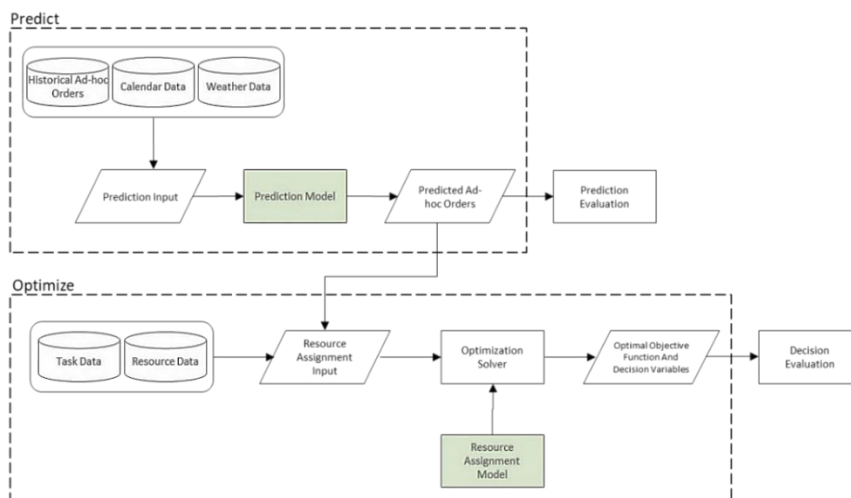 Predict
Historical Ad-hoc
Orders
Calendar Data
Weather Data
Prediction Input
Prediction Model
Predicted Ad-
hoc Orders
Prediction
Evaluation
Optimize
Task Data
Resource Data
Resource
Assignment
Input
Optimization
Solver
Optimal Objective
Function And
Decision Variables
Decision
Evaluation
Resource
Assignment
Model